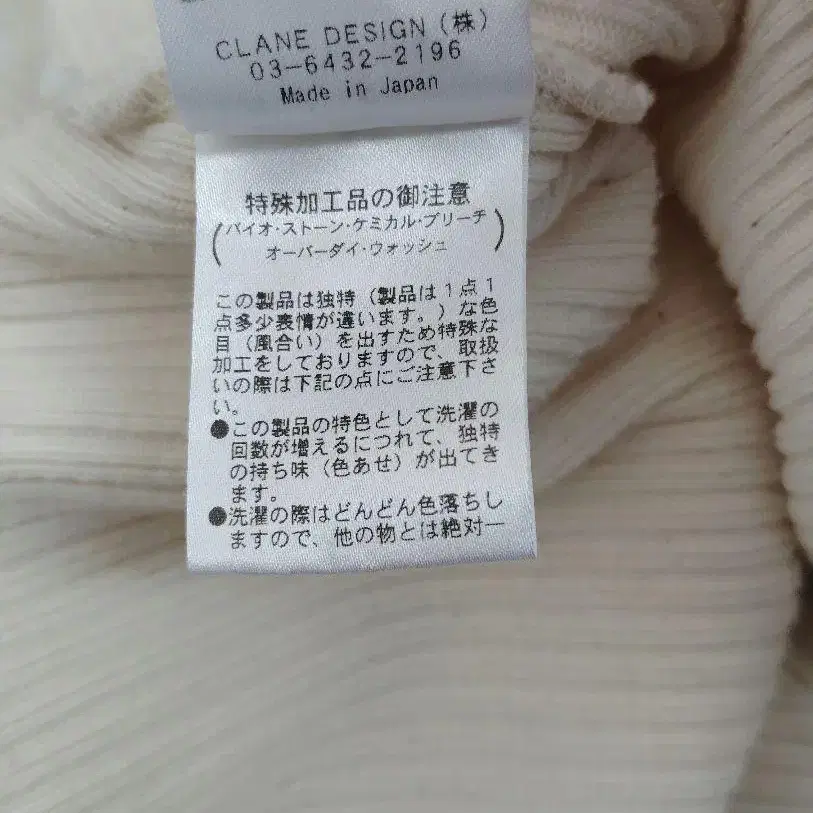 CLANE DESIGN (株)
03-6432-2196
Made in Japan
特殊加工品の御注意
(バイオ・ストーン・ケミカル・ブリーチ
オーバーダイ・ウォッシュ)
この製品は独特(製品は1点1
点多少表情が違います。)な色
目(風合い)を出すため特殊な
加工をしておりますので、取扱
いの際は下記の点にご注意下さ
い。
●この製品の特色として洗濯の
回数が増えるにつれて、独特
の持ち味(色あせ)が出てき
ます。
●洗濯の際はどんどん色落ちし
ますので、他の物とは絶対一